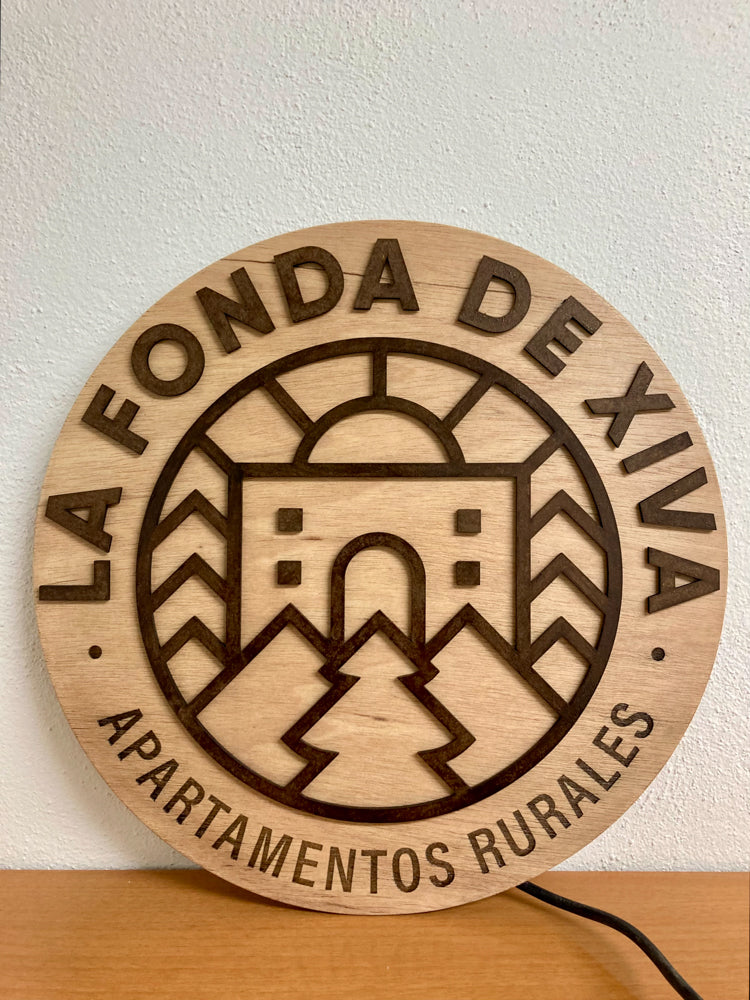 LA FONDA DE XIVA
• APARTAMENTOS RURALES •